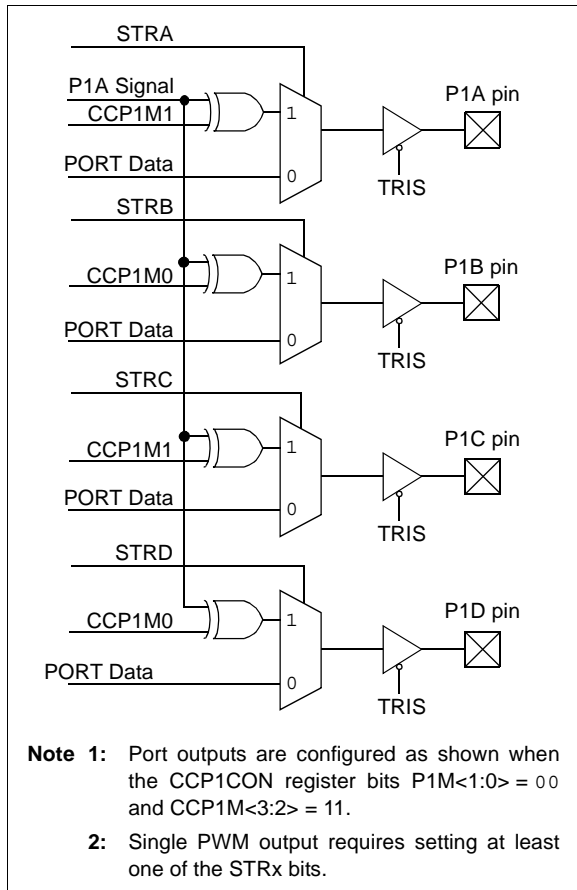 STRA
P1A Signal
CCP1M1
1
P1A pin
PORT Data
0
TRIS
STRB
CCP1M0
1
P1B pin
PORT Data
0
TRIS
STRC
CCP1M1
1
P1C pin
PORT Data
0
TRIS
STRD
CCP1M0
1
P1D pin
PORT Data
0
TRIS
Note 1: Port outputs are configured as shown when
the CCP1CON register bits P1M<1:0> = 00
and CCP1M<3:2> = 11.
2: Single PWM output requires setting at least
one of the STRx bits.